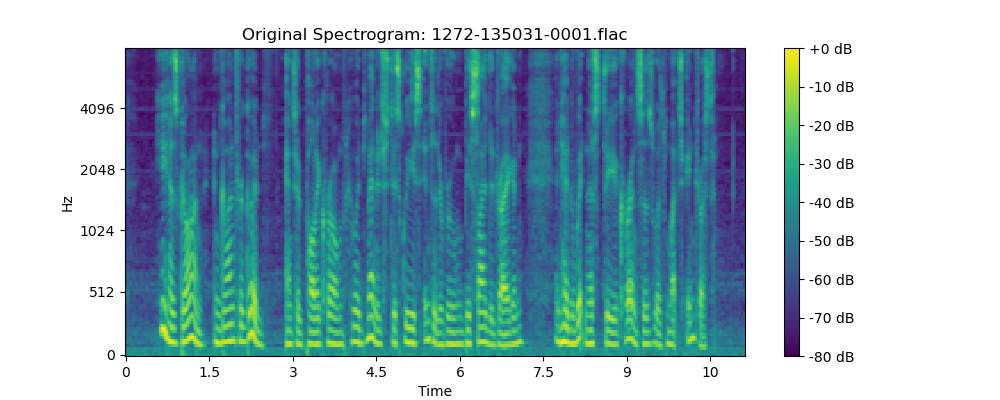 Original Spectrogram: 1272-135031-0001.flac
Hz
4096
2048
1024
512
0
0 1.5 3 4.5 6 7.5 9 10
Time
+0 dB
-10 dB
-20 dB
-30 dB
-40 dB
-50 dB
-60 dB
-70 dB
-80 dB